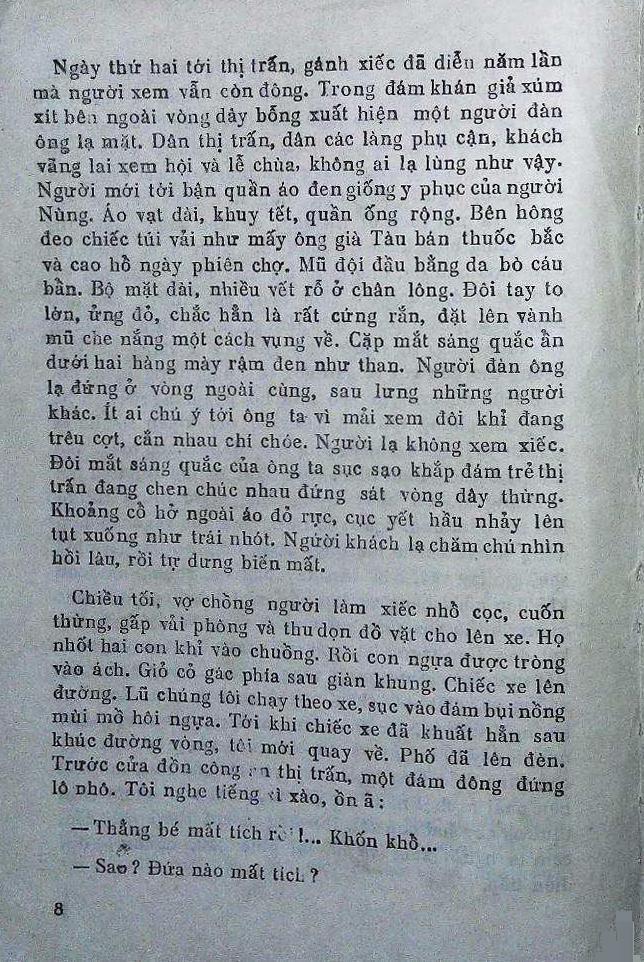 Ngày thứ hai tới thị trấn, gánh xiếc đã diễn năm lần
mà người xem vẫn còn đông. Trong đám khán giả xúm
xít bên ngoài vòng dây bỗng xuất hiện một người đàn
ông lạ mặt. Dân thị trấn, dân các làng phụ cận, khách
vãng lai xem hội và lễ chùa, không ai lạ lùng như vậy.
Người mới tới bận quần áo đen giống y phục của người
Nùng. Áo vạt dài, khuy tết, quần ống rộng. Bên hông
đeo chiếc túi vải như mấy ông già Tàu bán thuốc bắc
và cao hổ ngày phiên chợ. Mũ đội đầu bằng da bò cáu
bẩn. Bộ mặt dài, nhiều vết rỗ ở chân lông. Đôi tay to
lớn, ửng đỏ, chắc hẳn là rất cứng rắn, đặt lên vành
mũ che nắng một cách vụng về. Cặp mắt sáng quắc ẩn
dưới hai hàng mày rậm đen như than. Người đàn ông
lạ đứng ở vòng ngoài cùng, sau lưng những người
khác. Ít ai chú ý tới ông ta vì mải xem đôi khỉ đang
trêu cợt, cắn nhau chí chóe. Người lạ không xem xiếc.
Đôi mắt sáng quắc của ông ta sục sạo khắp đám trẻ thị
trấn đang chen chúc nhau đứng sát vòng dây thừng.
Khoảng cổ hở ngoài áo đỏ rực, cục yết hầu nhảy lên
tụt xuống như trái nhót. Người khách lạ chăm chú nhìn
hồi lâu, rồi tự dưng biến mất.
Chiều tối, vợ chồng người làm xiếc nhổ cọc, cuốn
thừng, gấp vải phông và thu dọn đồ vật cho lên xe. Họ
nhốt hai con khỉ vào chuồng. Rồi con ngựa được tròng
vào ách. Giỏ cỏ gác phía sau giàn khung. Chiếc xe lên
đường. Lũ chúng tôi chạy theo xe, sục vào đám bụi nồng
mùi mồ hôi ngựa. Tới khi chiếc xe đã khuất hẳn sau
khúc đường vòng, tôi mới quay về. Phố đã lên đèn.
Trước cửa đồn công an thị trấn, một đám đông đứng
lô nhô. Tôi nghe tiếng xì xào, ồn ã:
— Thằng bé mất tích rồi!... Khốn khổ...
— Sao? Đứa nào mất tích?
8